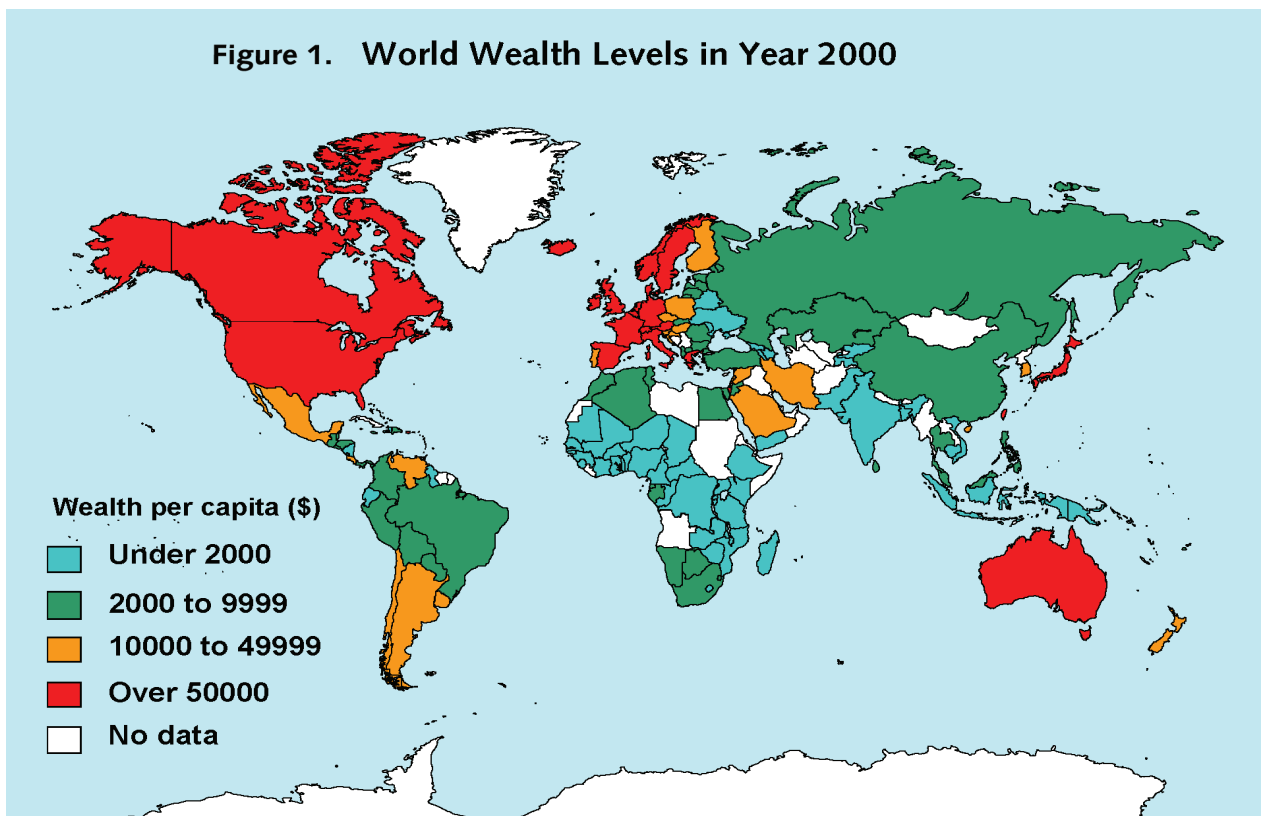 Figure 1. World Wealth Levels in Year 2000
Wealth per capita ($)
Under 2000
2000 to 9999
10000 to 49999
Over 50000
No data